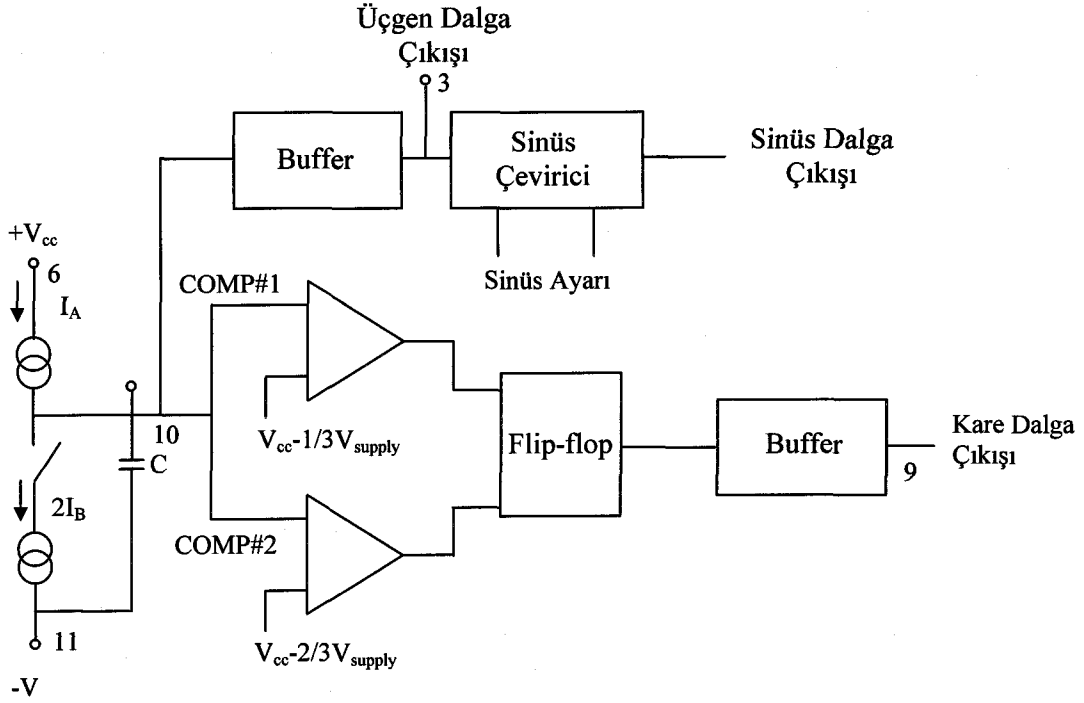 Üçgen Dalga
Çıkışı
3
Buffer
Sinüs
Çevirici
Sinüs Dalga
Çıkışı
Sinüs Ayarı
+Vcc
6
IA
COMP#1
Vcc-1/3Vsupply
10
C
2IB
COMP#2
Vcc-2/3Vsupply
Flip-flop
Buffer
Kare Dalga
Çıkışı
9
11
-V